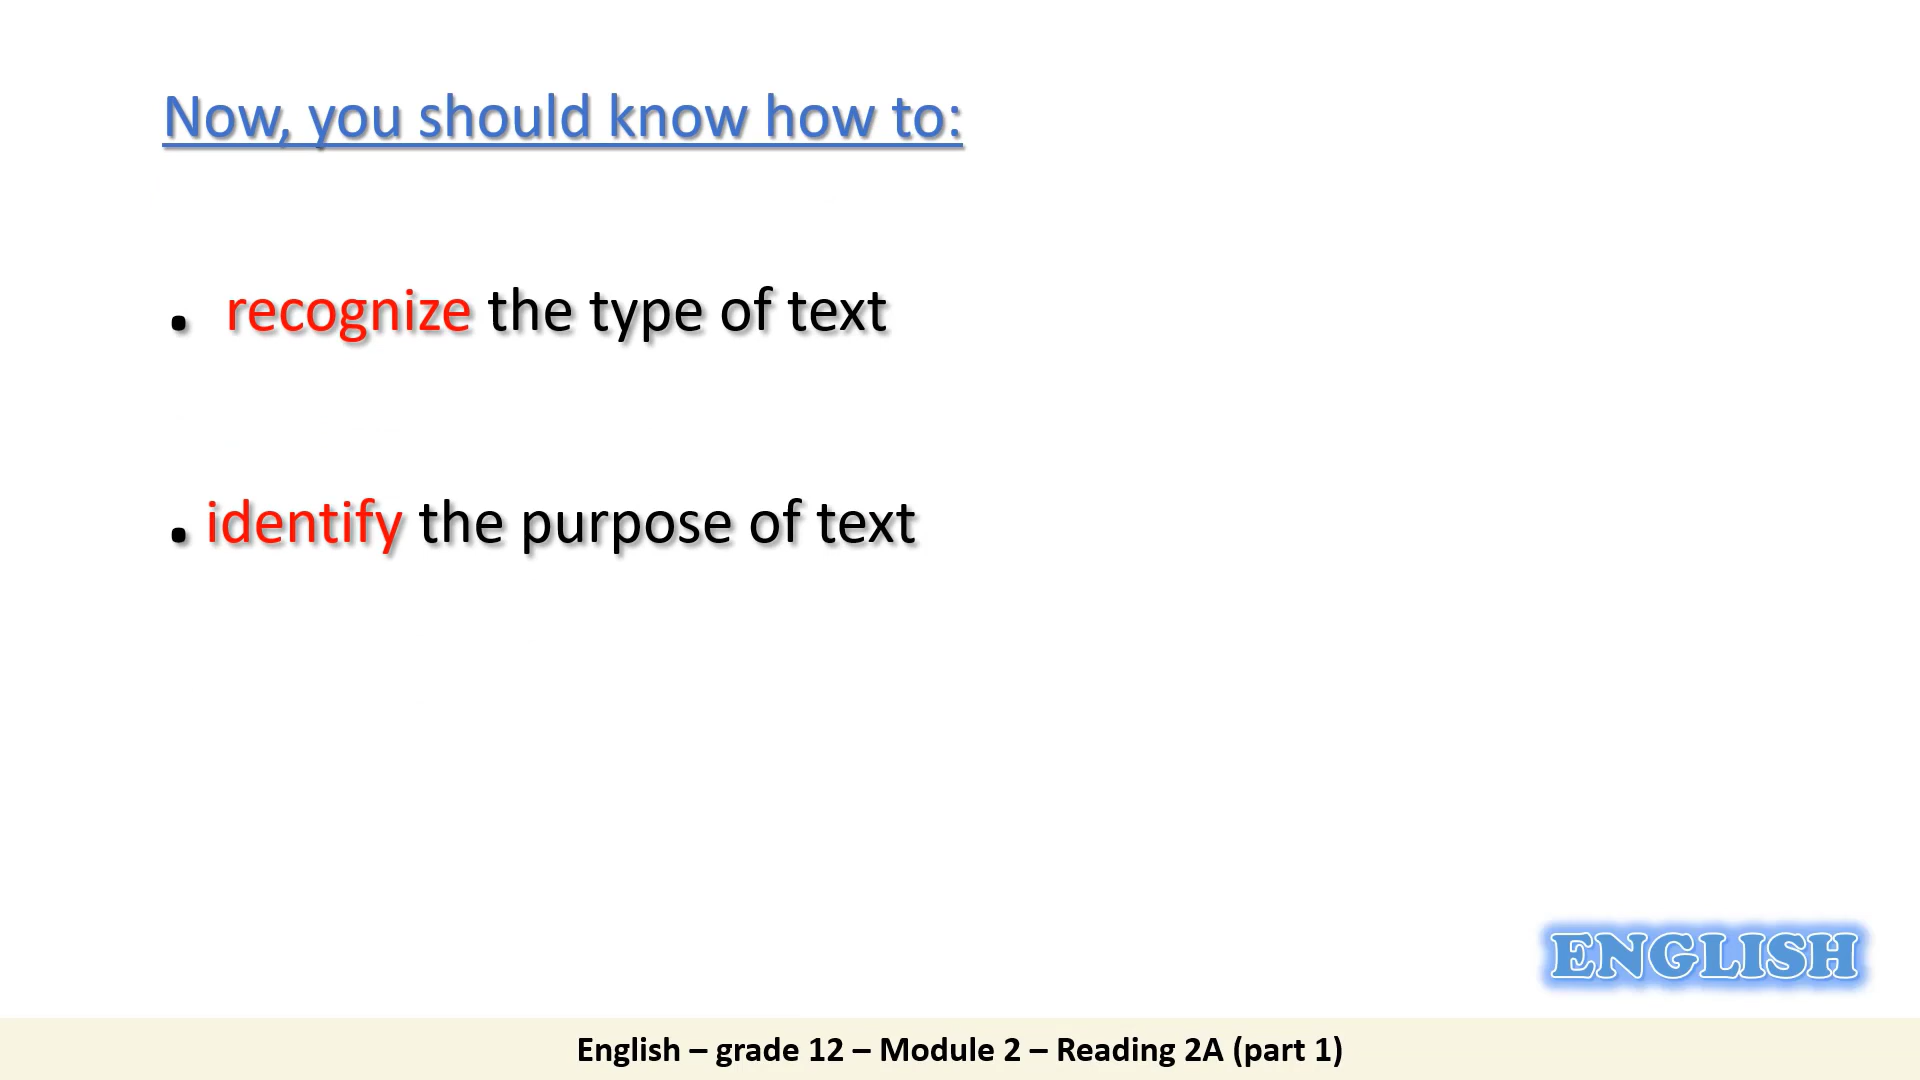 Now, you should know how to:
. recognize the type of text
. identify the purpose of text
ENGLISH
English – grade 12 – Module 2 – Reading 2A (part 1)